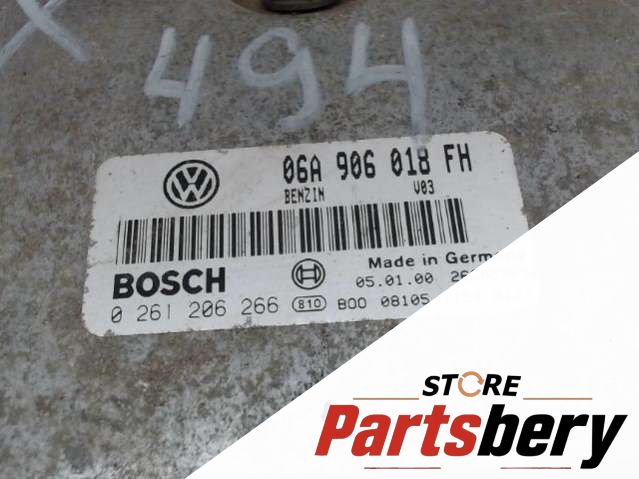 X 494
06A 906 018 FH
BENZIN V03
BOSCH Made in Germ
05.01.00
0 261 206 266 810 B00 08105
STORE
Partsbery